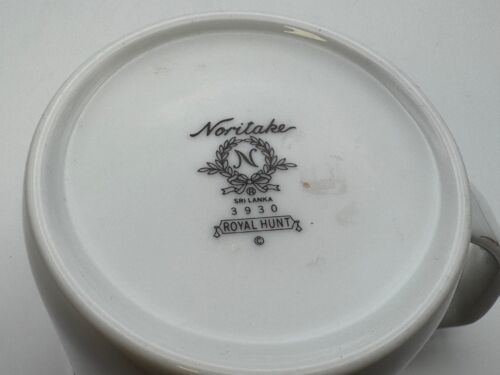 Noritake
N
®
SRI LANKA
3930
ROYAL HUNT
©